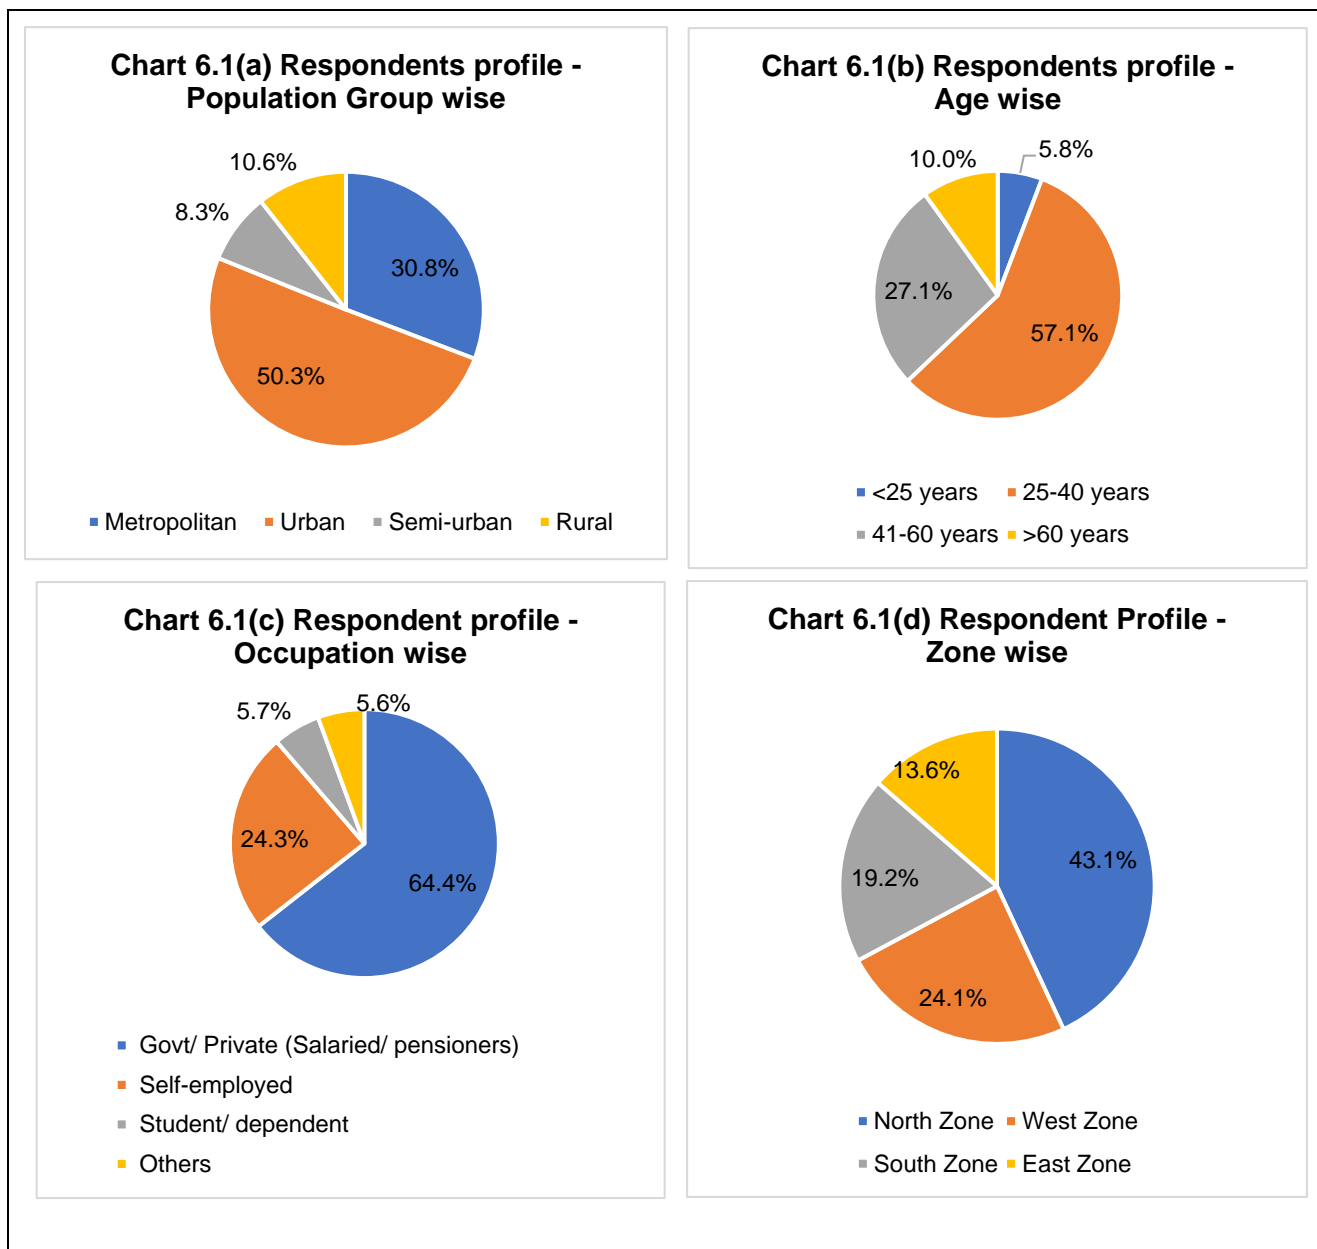 Chart 6.1(a) Respondents profile -
Population Group wise
10.6%
8.3%
30.8%
50.3%
Metropolitan Urban Semi-urban Rural
Chart 6.1(b) Respondents profile -
Age wise
10.0%
5.8%
27.1%
57.1%
<25 years 25-40 years
41-60 years >60 years
Chart 6.1(c) Respondent profile -
Occupation wise
5.7%
5.6%
24.3%
64.4%
Govt/ Private (Salaried/ pensioners)
Self-employed
Student/ dependent
Others
Chart 6.1(d) Respondent Profile -
Zone wise
13.6%
43.1%
19.2%
24.1%
North Zone West Zone
South Zone East Zone